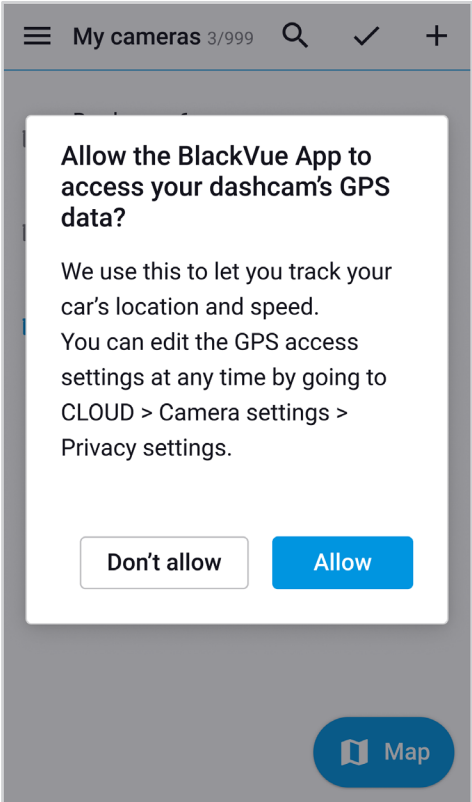 My cameras 3/999
Allow the BlackVue App to
access your dashcam's GPS
data?
We use this to let you track your
car's location and speed.
You can edit the GPS access
settings at any time by going to
CLOUD > Camera settings >
Privacy settings.
Don't allow
Allow
Map